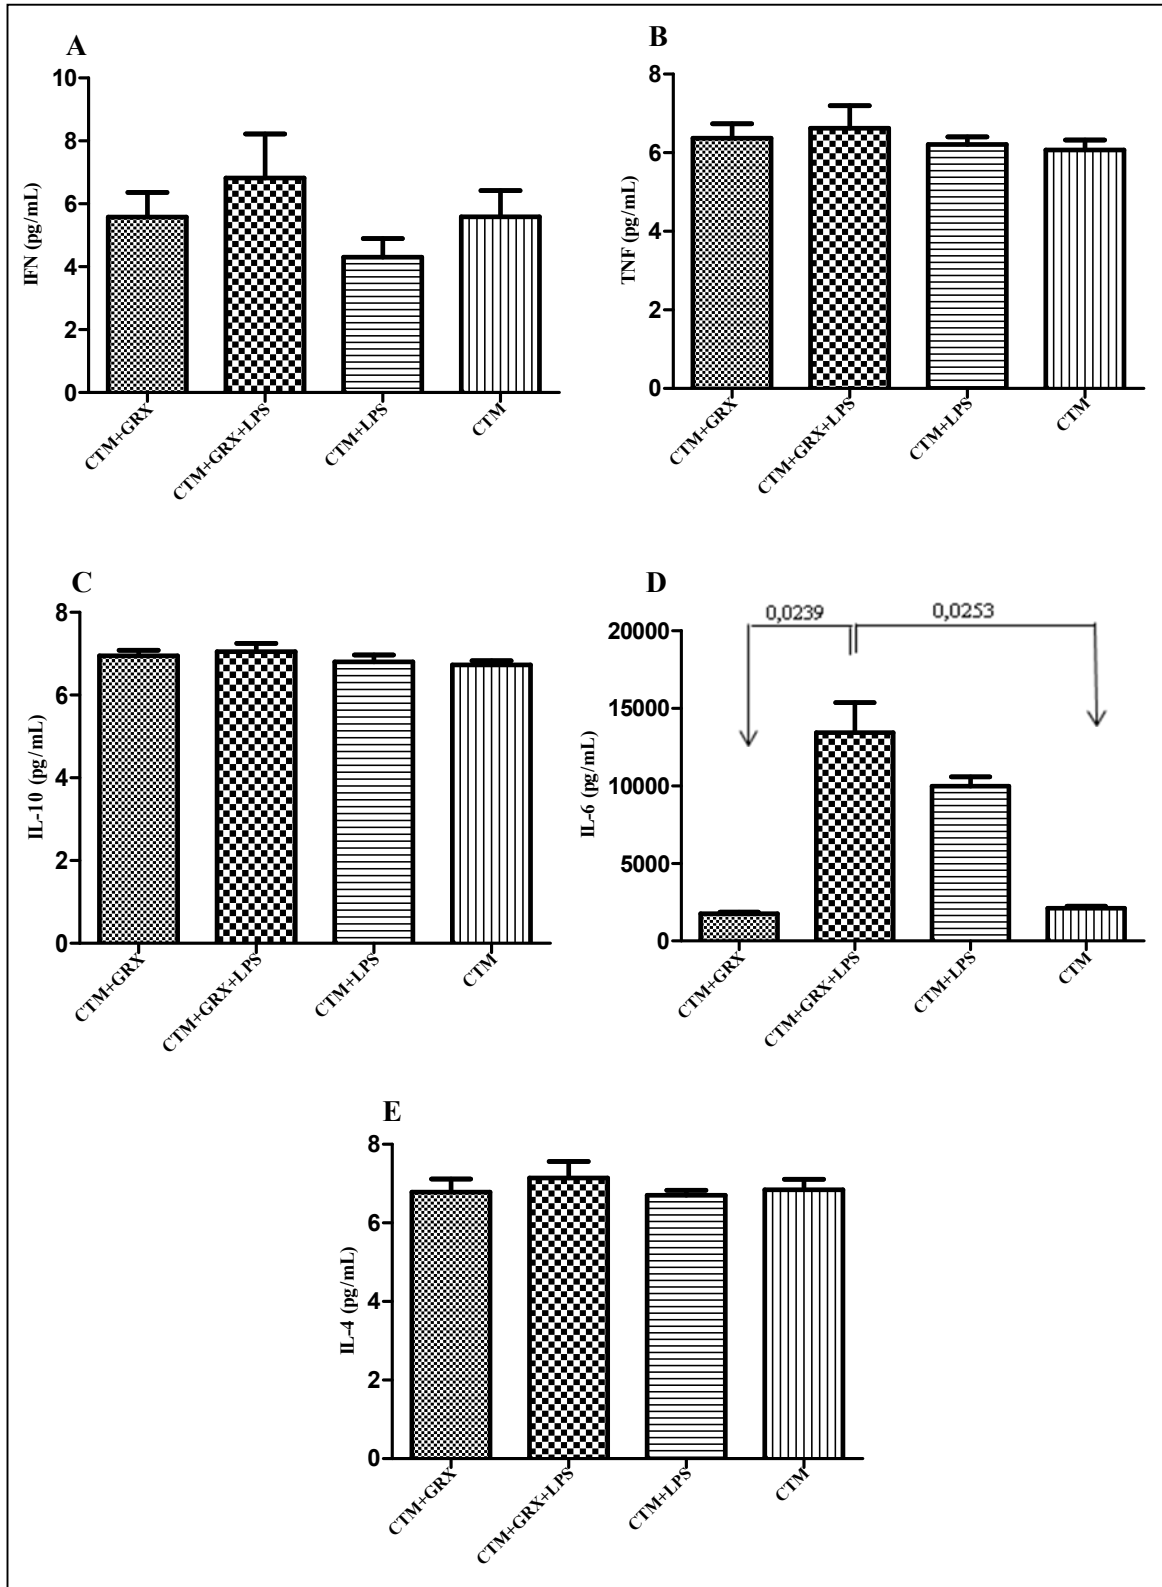 A
10
8
6
4
2
0
IFN (pg/mL)
CTM+GRX
CTM+GRX+LPS
CTM+LPS
CTM
B
8
6
4
2
0
TNF (pg/mL)
CTM+GRX
CTM+GRX+LPS
CTM+LPS
CTM
C
8
6
4
2
0
IL-10 (pg/mL)
CTM+GRX
CTM+GRX+LPS
CTM+LPS
CTM
D
0,0239
0,0253
20000
15000
10000
5000
0
IL-6 (pg/mL)
CTM+GRX
CTM+GRX+LPS
CTM+LPS
CTM
E
8
6
4
2
0
IL-4 (pg/mL)
CTM+GRX
CTM+GRX+LPS
CTM+LPS
CTM